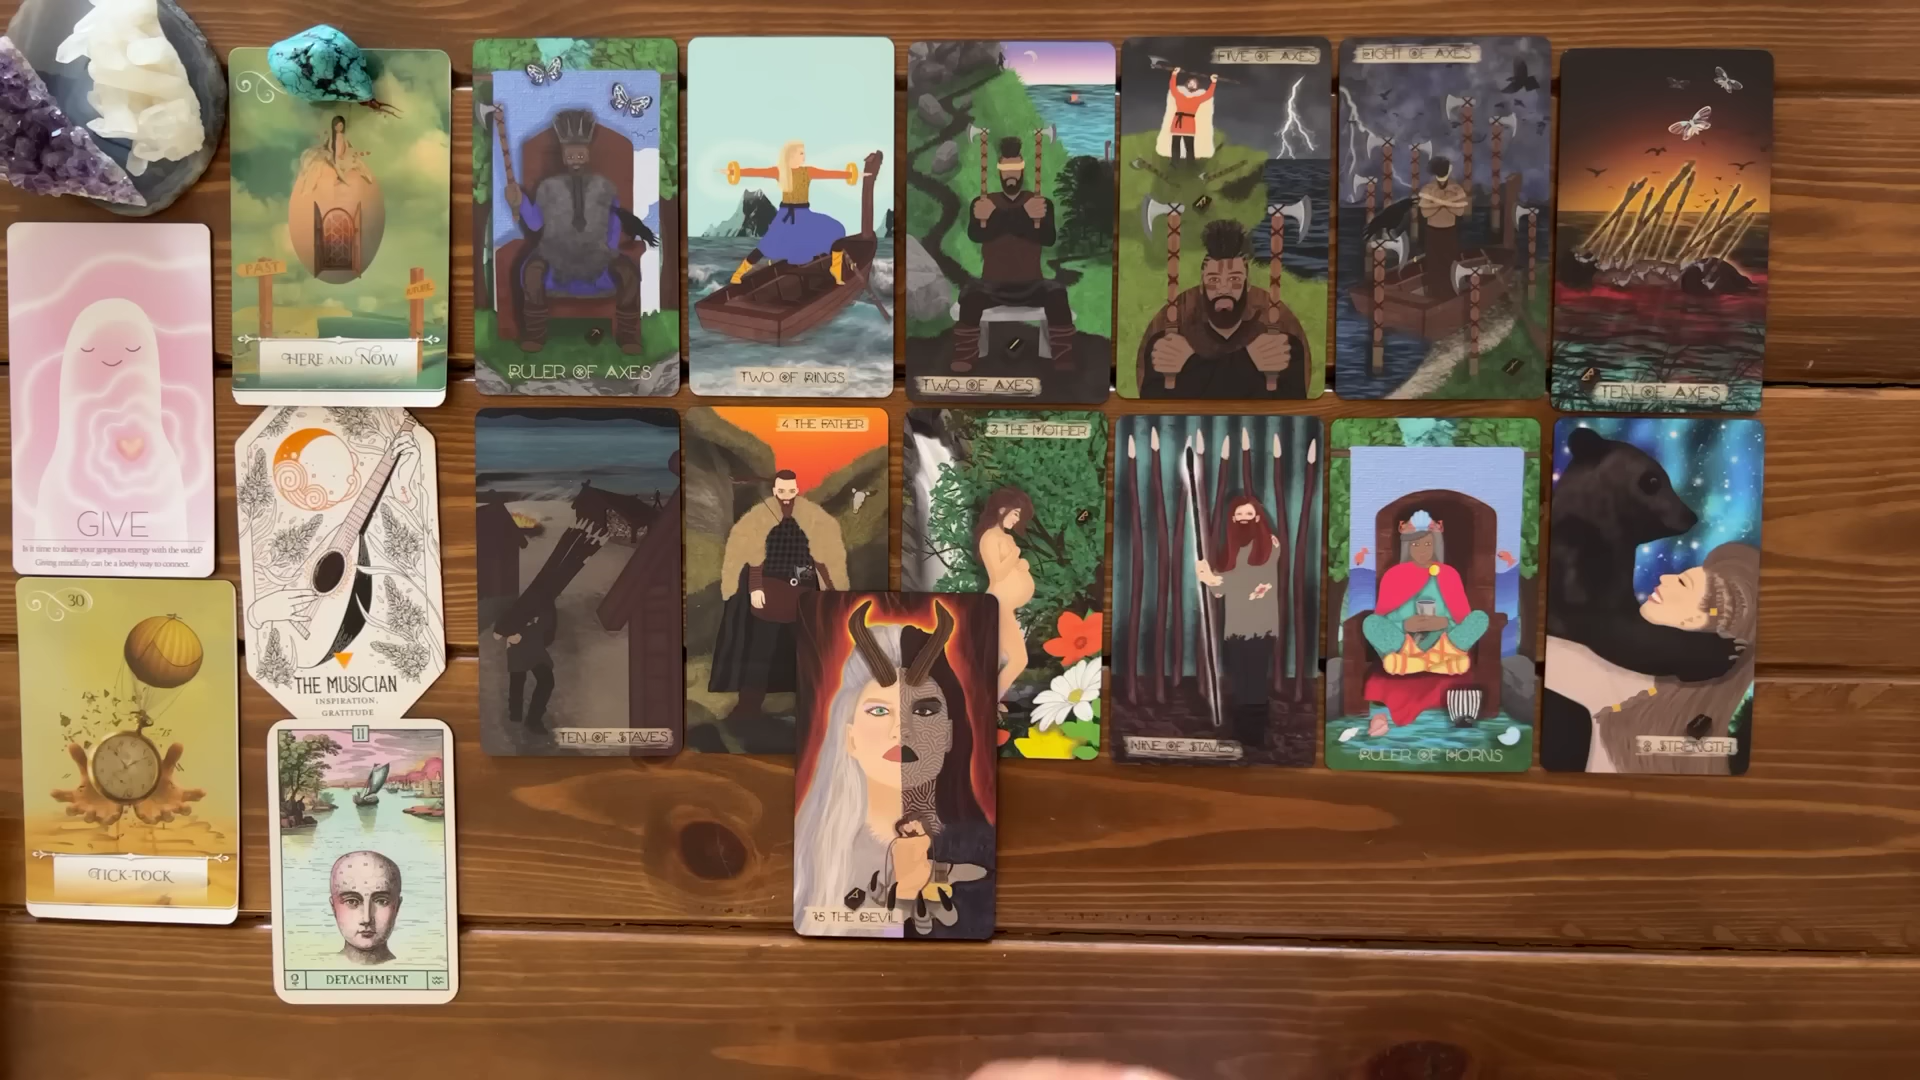 PAST
HERE AND NOW
RULER OF AXES
TWO OF RINGS
TWO OF AXES
FIVE OF AXES
EIGHT OF AXES
TEN OF AXES
GIVE
Is it time to share your gorgeous energy with the world?
Giving mindfully can be a lovely way to connect.
THE MUSICIAN
INSPIRATION,
GRATITUDE
TEN OF STAVES
4 THE FATHER
3 THE MOTHER
NINE OF STAVES
RULER OF HORNS
8 STRENGTH
30
TICK-TOCK
11
DETACHMENT
15 THE DEVIL